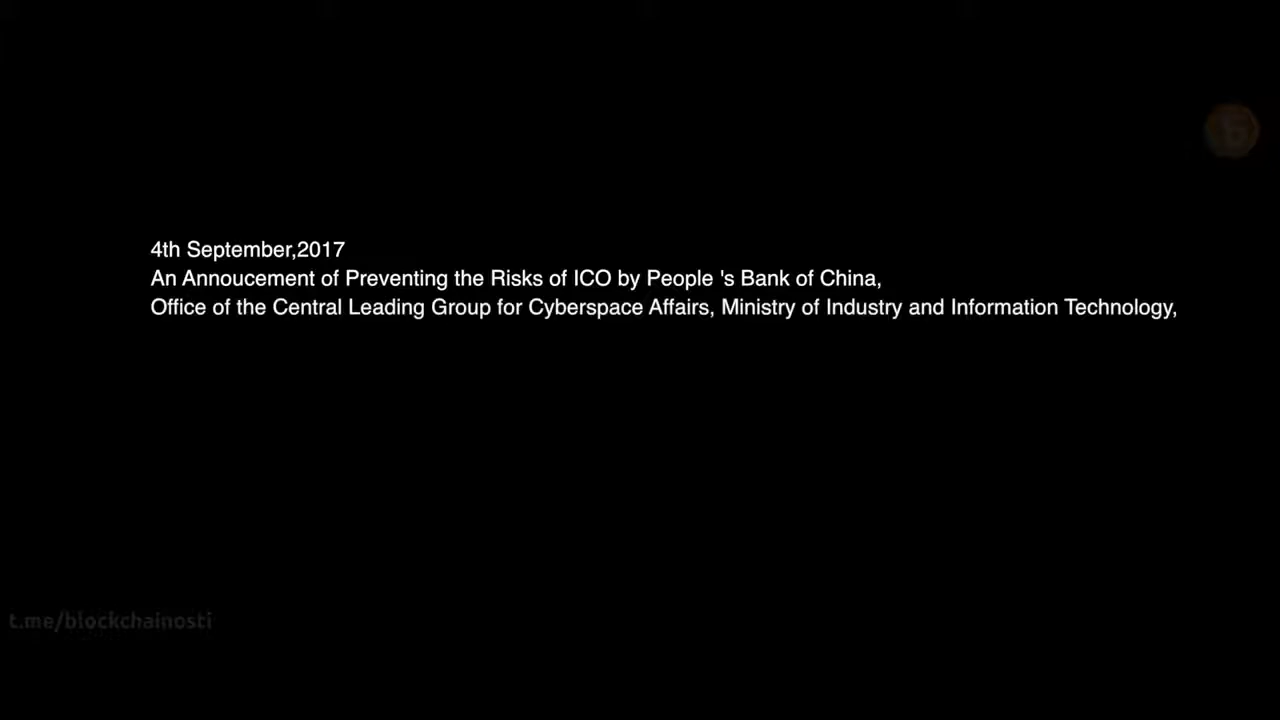 4th September,2017
An Annoucement of Preventing the Risks of ICO by People 's Bank of China,
Office of the Central Leading Group for Cyberspace Affairs, Ministry of Industry and Information Technology,
t.me/blockchainosti